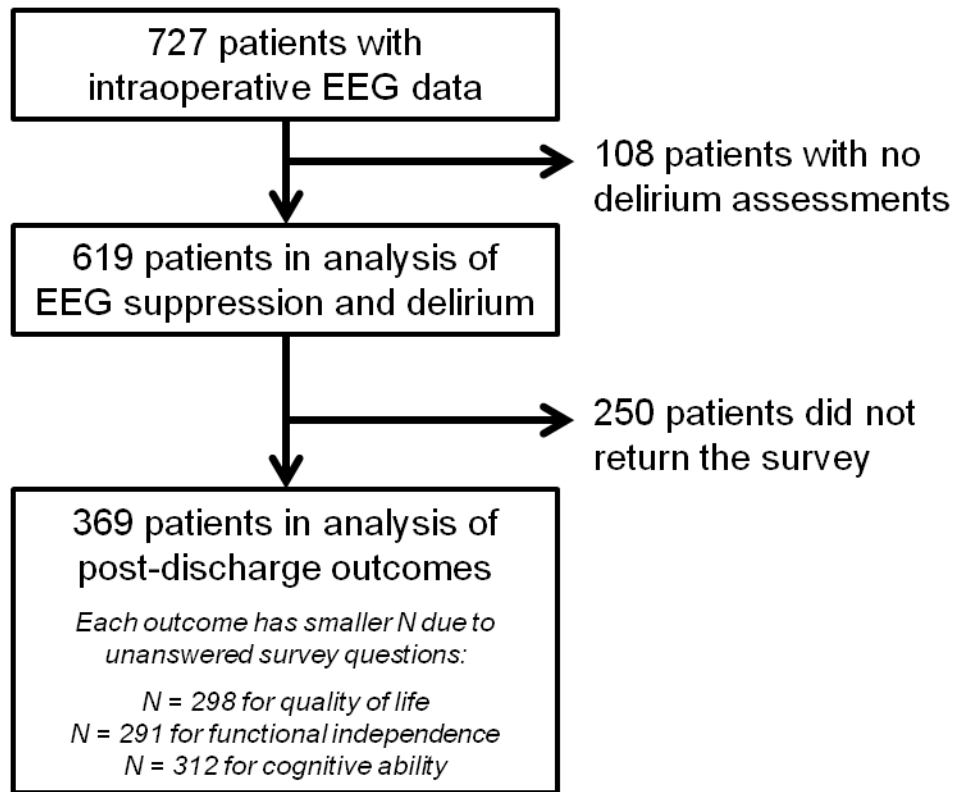 727 patients with
intraoperative EEG data
108 patients with no
delirium assessments
619 patients in analysis of
EEG suppression and delirium
250 patients did not
return the survey
369 patients in analysis of
post-discharge outcomes
Each outcome has smaller N due to
unanswered survey questions:
N = 298 for quality of life
N = 291 for functional independence
N = 312 for cognitive ability